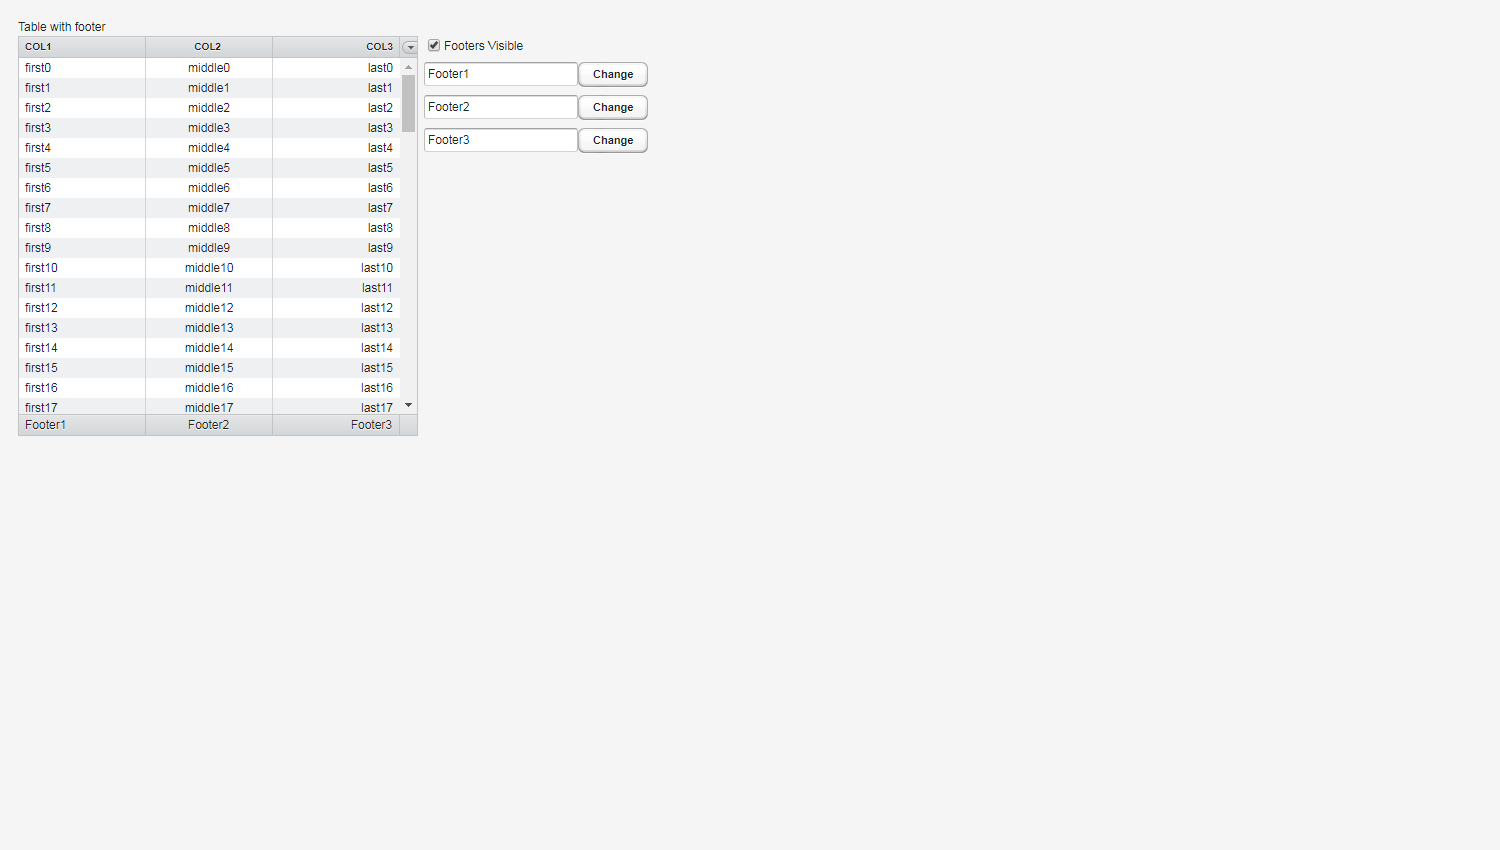 Table with footer
COL1 COL2 COL3
Footers Visible
first0 middle0 last0
Footer1 Change
first1 middle1 last1
first2 middle2 last2
Footer2 Change
first3 middle3 last3
Footer3 Change
first4 middle4 last4
first5 middle5 last5
first6 middle6 last6
first7 middle7 last7
first8 middle8 last8
first9 middle9 last9
first10 middle10 last10
first11 middle11 last11
first12 middle12 last12
first13 middle13 last13
first14 middle14 last14
first15 middle15 last15
first16 middle16 last16
first17 middle17 last17
Footer1 Footer2 Footer3